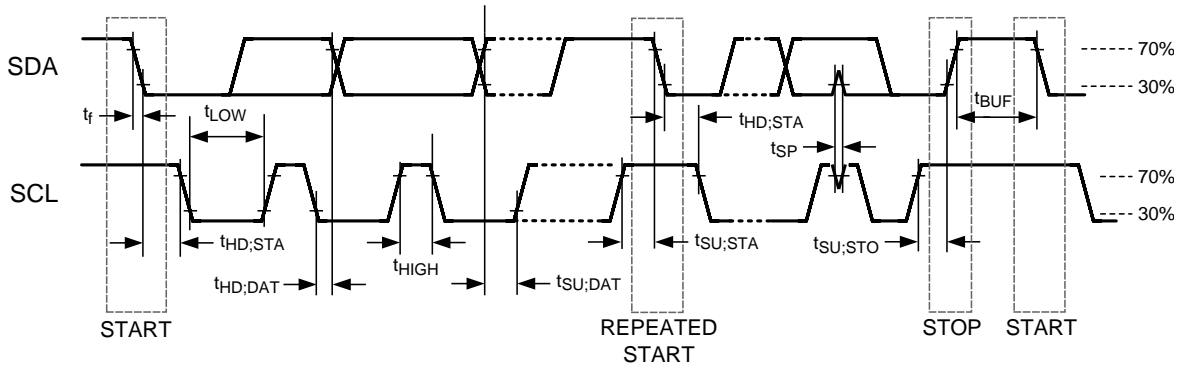 SDA
70%
30%
t_f
t_LOW
t_HD;STA
t_SP
t_BUF
SCL
70%
30%
t_HD;STA
t_HD;DAT
t_HIGH
t_SU;DAT
t_SU;STA
t_SU;STO
START
REPEATED
START
STOP
START